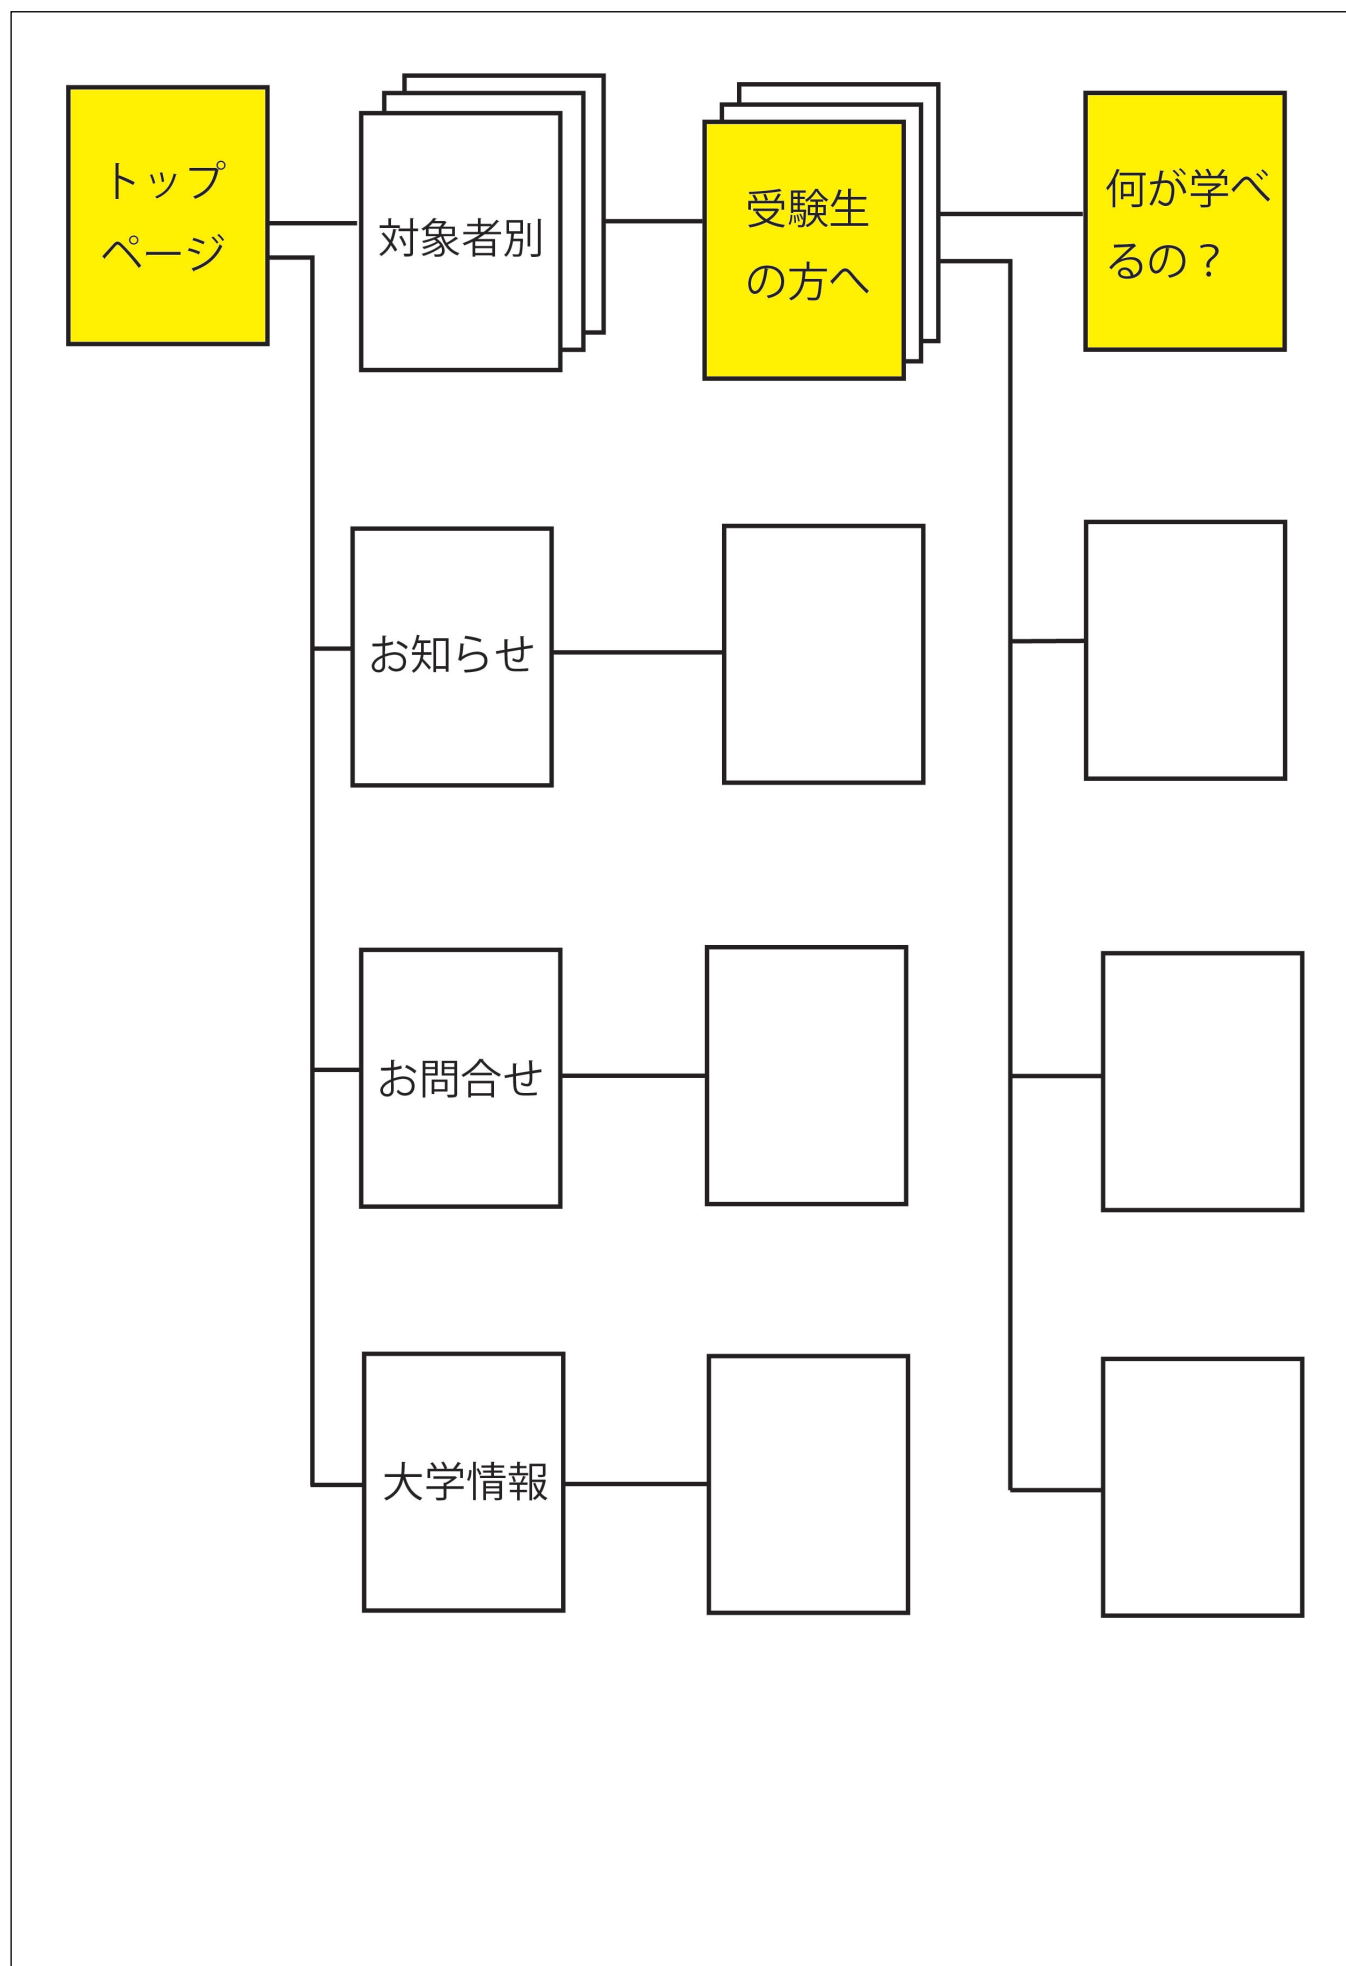 トップ
ページ
対象者別
受験生
の方へ
何が学べ
るの？
お知らせ
お問合せ
大学情報